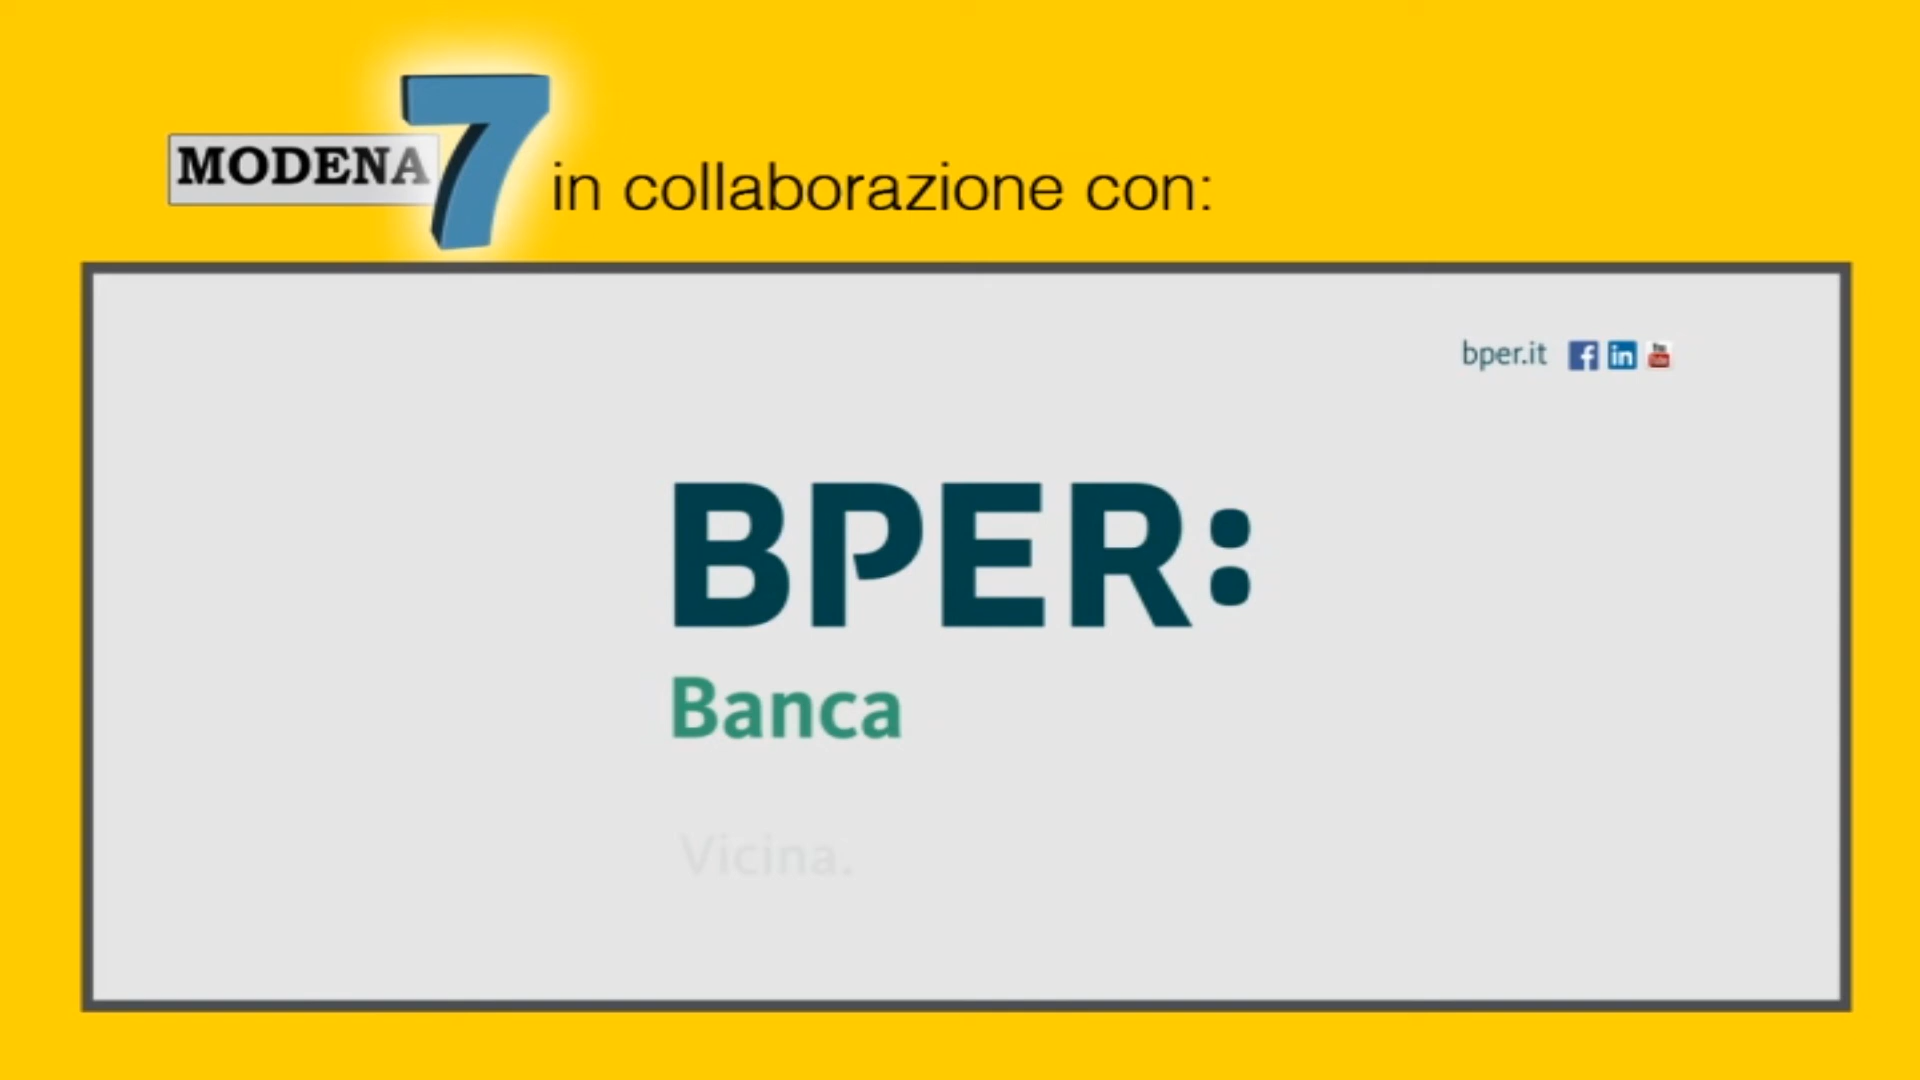 MODENA 7 in collaborazione con:
bper.it
BPER:
Banca
Vicina.